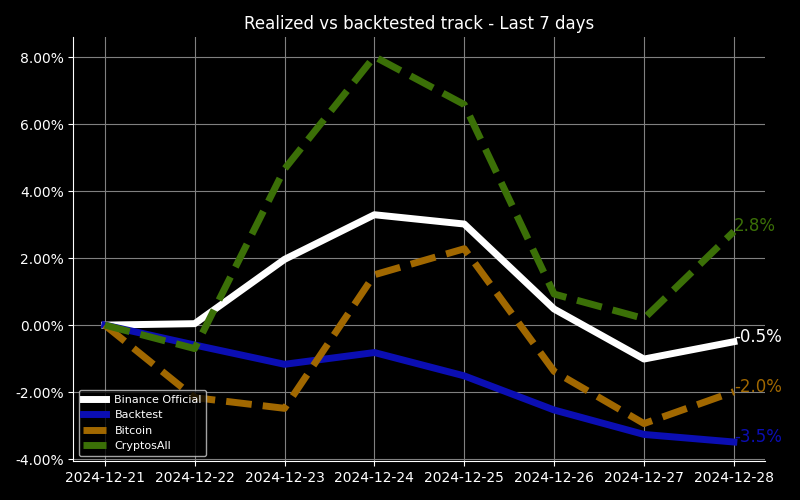 Realized vs backtested track - Last 7 days
8.00%
6.00%
4.00%
2.00%
0.00%
-2.00%
-4.00%
2.8%
-0.5%
-2.0%
-3.5%
Binance Official
Backtest
Bitcoin
CryptosAll
2024-12-21 2024-12-22 2024-12-23 2024-12-24 2024-12-25 2024-12-26 2024-12-27 2024-12-28